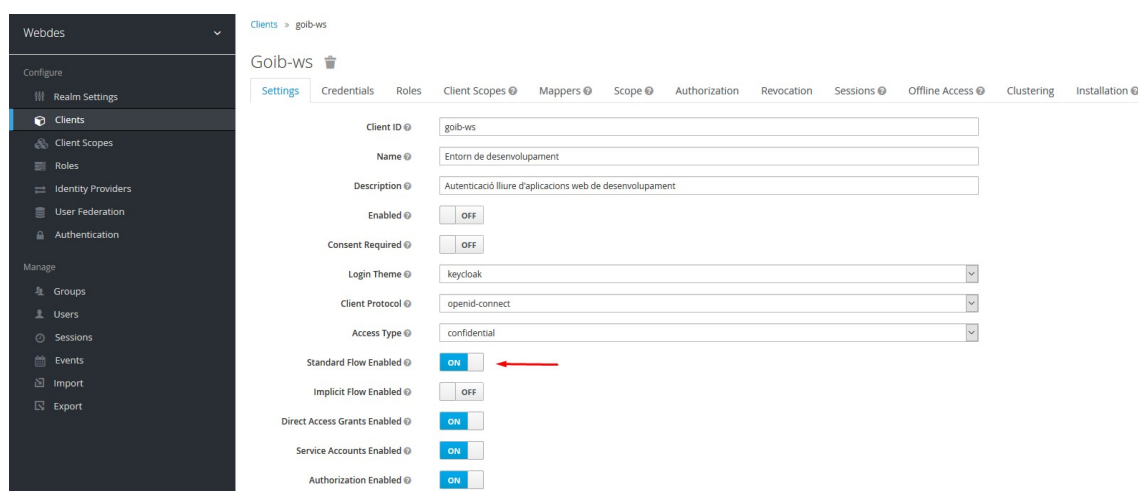 Webdes
Configure
Realm Settings
Clients
Client Scopes
Roles
Identity Providers
User Federation
Authentication
Manage
Groups
Users
Sessions
Events
Import
Export
Clients » goib-ws
Goib-ws
Settings Credentials Roles Client Scopes Mappers Scope Authorization Revocation Sessions Offline Access Clustering Installation
Client ID goib-ws
Name Entorn de desenvolupament
Description Autenticació lliure d'aplicacions web de desenvolupament
Enabled OFF
Consent Required OFF
Login Theme keycloak
Client Protocol openid-connect
Access Type confidential
Standard Flow Enabled ON
Implicit Flow Enabled OFF
Direct Access Grants Enabled ON
Service Accounts Enabled ON
Authorization Enabled ON